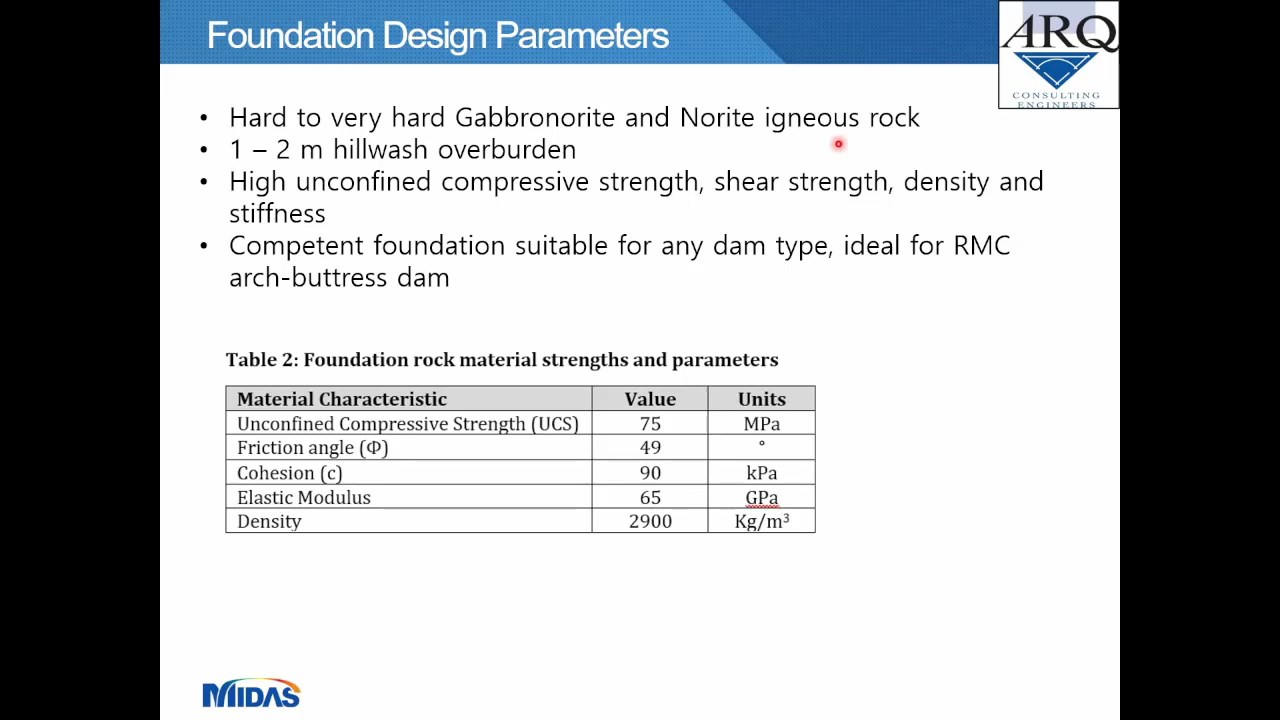 Foundation Design Parameters
ARQ
CONSULTING
ENGINEERS
• Hard to very hard Gabbronorite and Norite igneous rock
• 1 – 2 m hillwash overburden
• High unconfined compressive strength, shear strength, density and
stiffness
• Competent foundation suitable for any dam type, ideal for RMC
arch-buttress dam
Table 2: Foundation rock material strengths and parameters
Material Characteristic Value Units
Unconfined Compressive Strength (UCS) 75 MPa
Friction angle (Φ) 49 °
Cohesion (c) 90 kPa
Elastic Modulus 65 GPa
Density 2900 Kg/m³
MIDAS